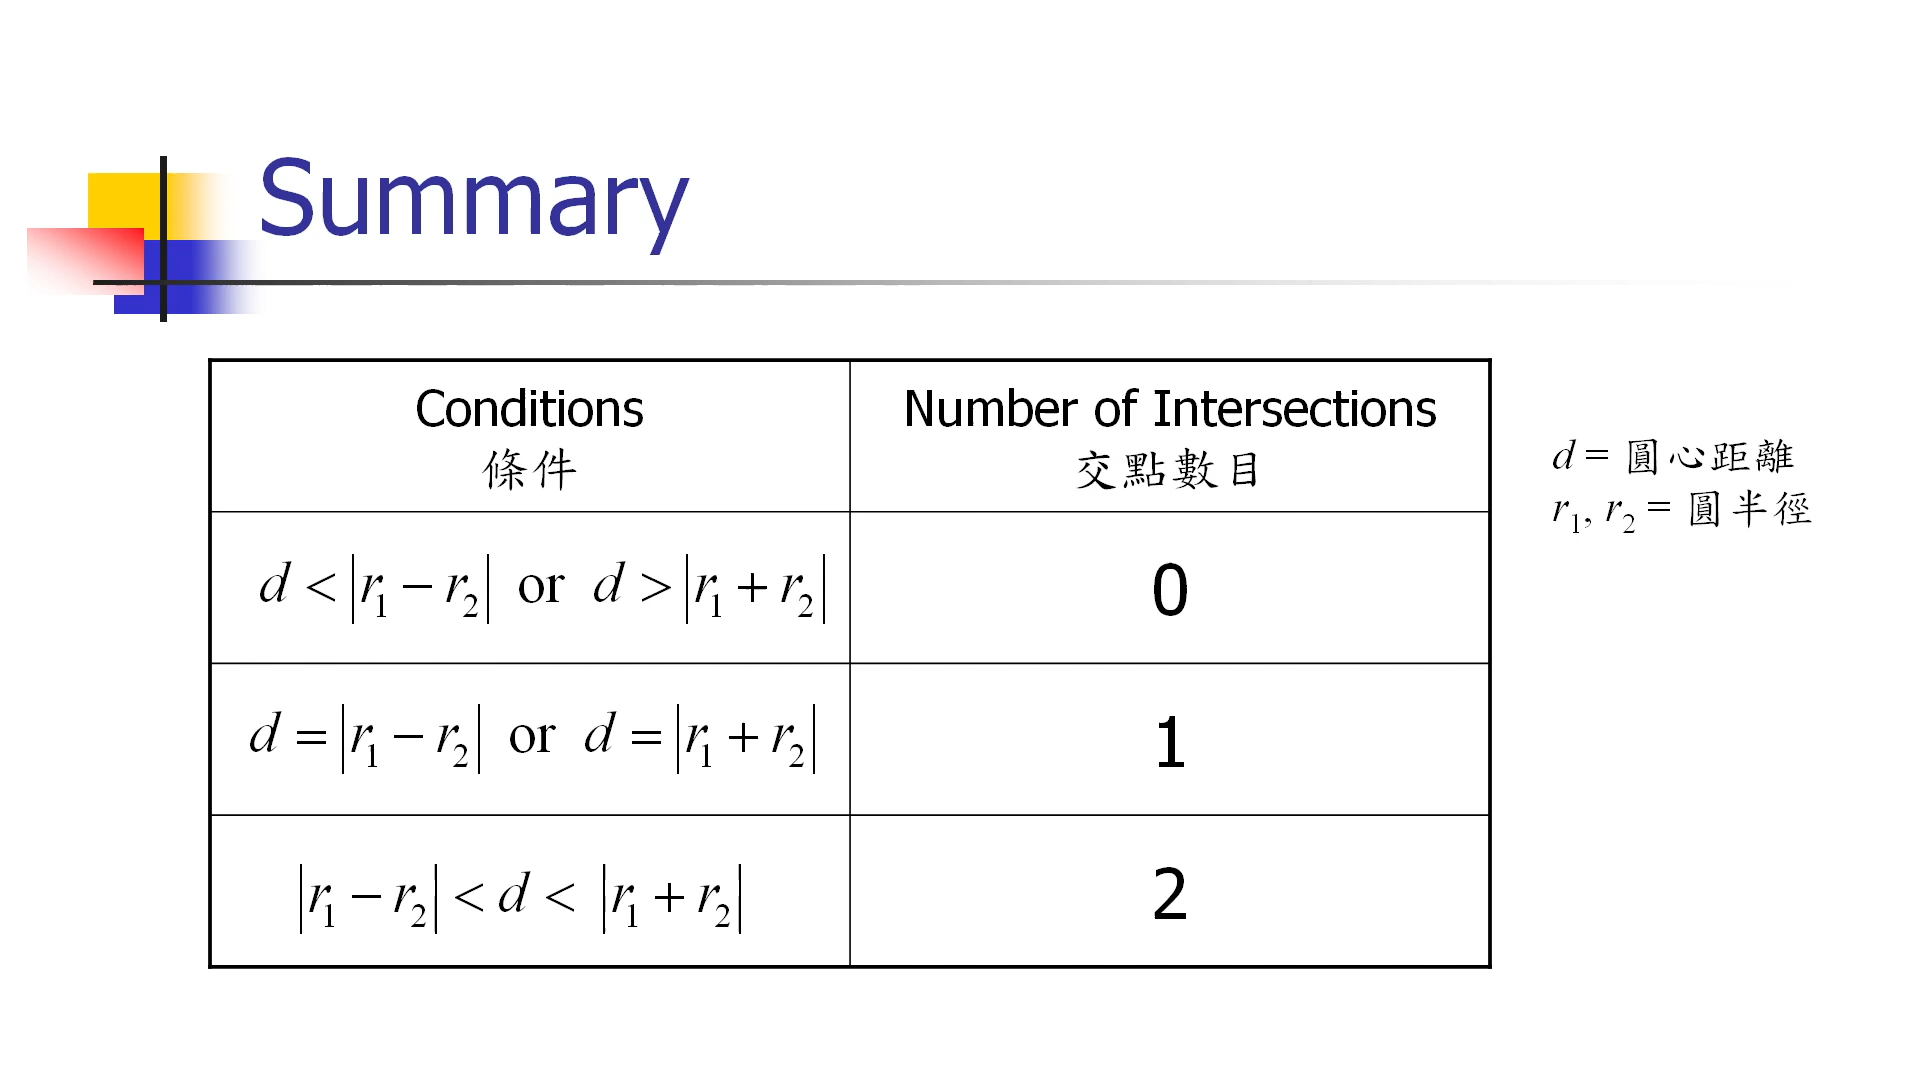 Summary
Conditions
條件
Number of Intersections
交點數目
d = 圓心距離
r₁, r₂ = 圓半徑
d < |r₁ − r₂| or d > |r₁ + r₂|
0
d = |r₁ − r₂| or d = |r₁ + r₂|
1
|r₁ − r₂| < d < |r₁ + r₂|
2